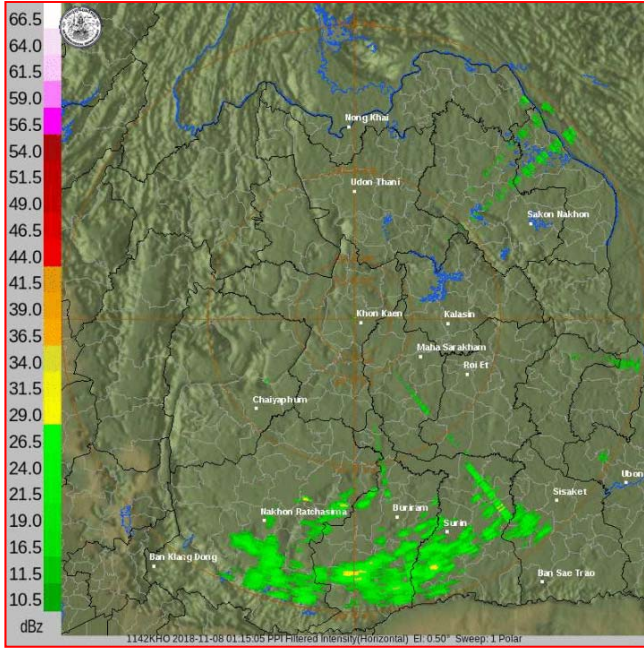 66.5
64.0
61.5
59.0
56.5
54.0
51.5
49.0
46.5
44.0
41.5
39.0
36.5
34.0
31.5
29.0
26.5
24.0
21.5
19.0
16.5
14.0
11.5
10.5
dBz
Nong Khai
Udon Thani
Sakon Nakhon
Khon Kaen
Kalasin
Maha Sarakham
Roi Et
Chaiyaphum
Ubon
Sisaket
Nakhon Ratchasima
Buriram
Surin
Ban Klang Dong
Ban Sae Trao
1142KHO 2018-11-08 01:15:05 PPI Filtered Intensity(Horizontal) El: 0.50° Sweep: 1 Polar